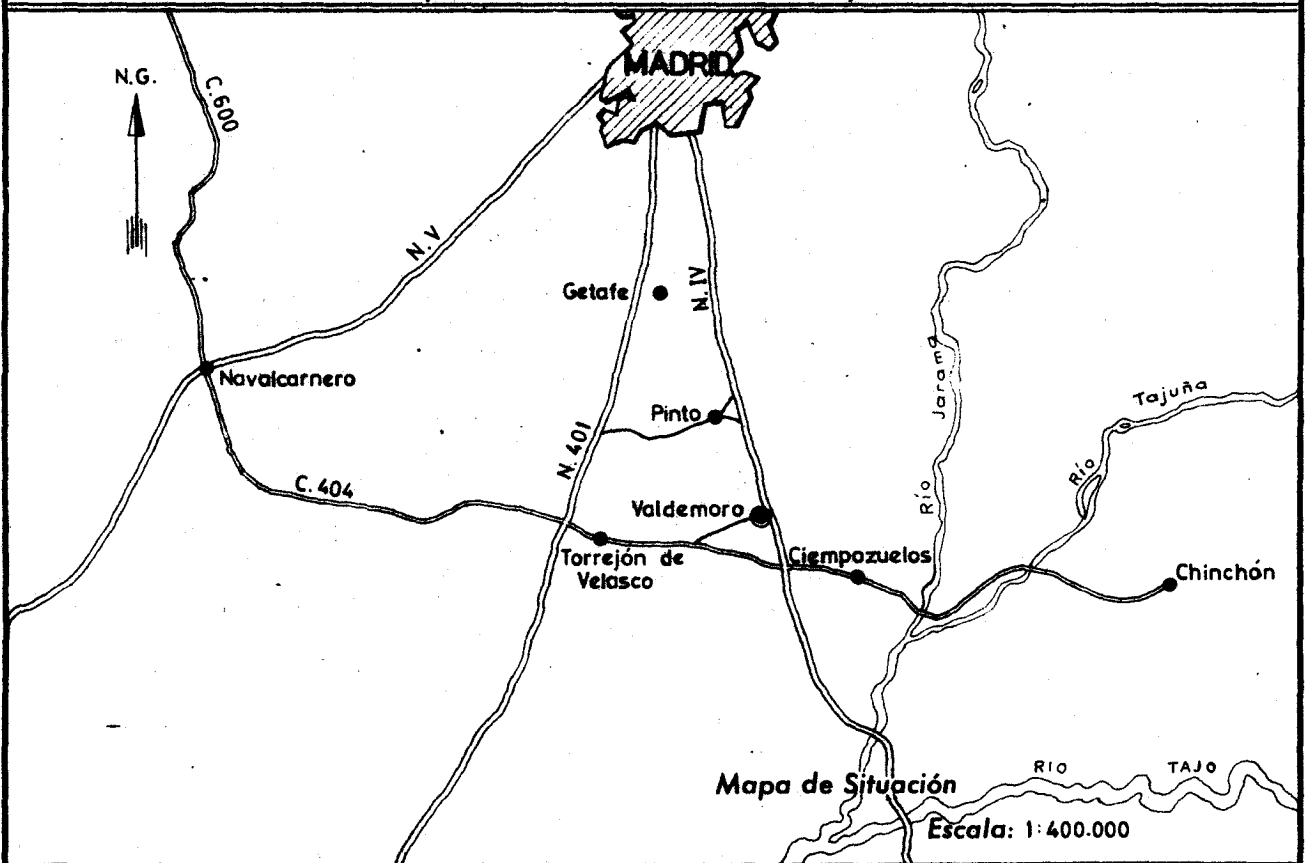 MADRID
N.G.
C.600
N.V
Getafe
N.IV
Navalcarnero
Río Jarama
Tajuña
Pinto
N.401
Río
C.404
Valdemoro
Torrejón de
Velasco
Ciempozuelos
Chinchón
Mapa de Situación
RIO TAJO
Escala: 1:400.000